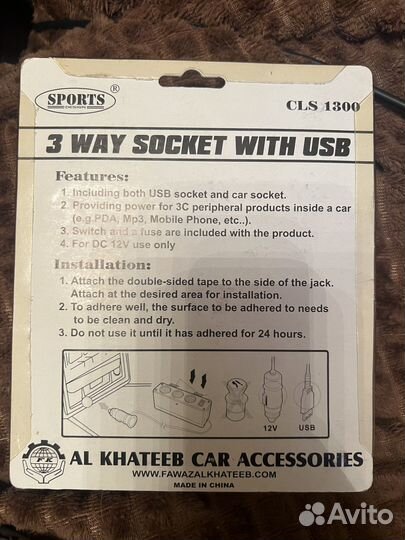 SPORTS ®
DESIGN
CLS 1300
3 WAY SOCKET WITH USB
Features:
1. Including both USB socket and car socket.
2. Providing power for 3C peripheral products inside a car
(e.g.PDA, Mp3, Mobile Phone, etc..).
3. Switch and a fuse are included with the product.
4. For DC 12V use only
Installation:
1. Attach the double-sided tape to the side of the jack.
Attach at the desired area for installation.
2. To adhere well, the surface to be adhered to needs
to be clean and dry.
3. Do not use it until it has adhered for 24 hours.
12V USB
FK
AL KHATEEB CAR ACCESSORIES
WWW.FAWAZALKHATEEB.COM
MADE IN CHINA
Avito